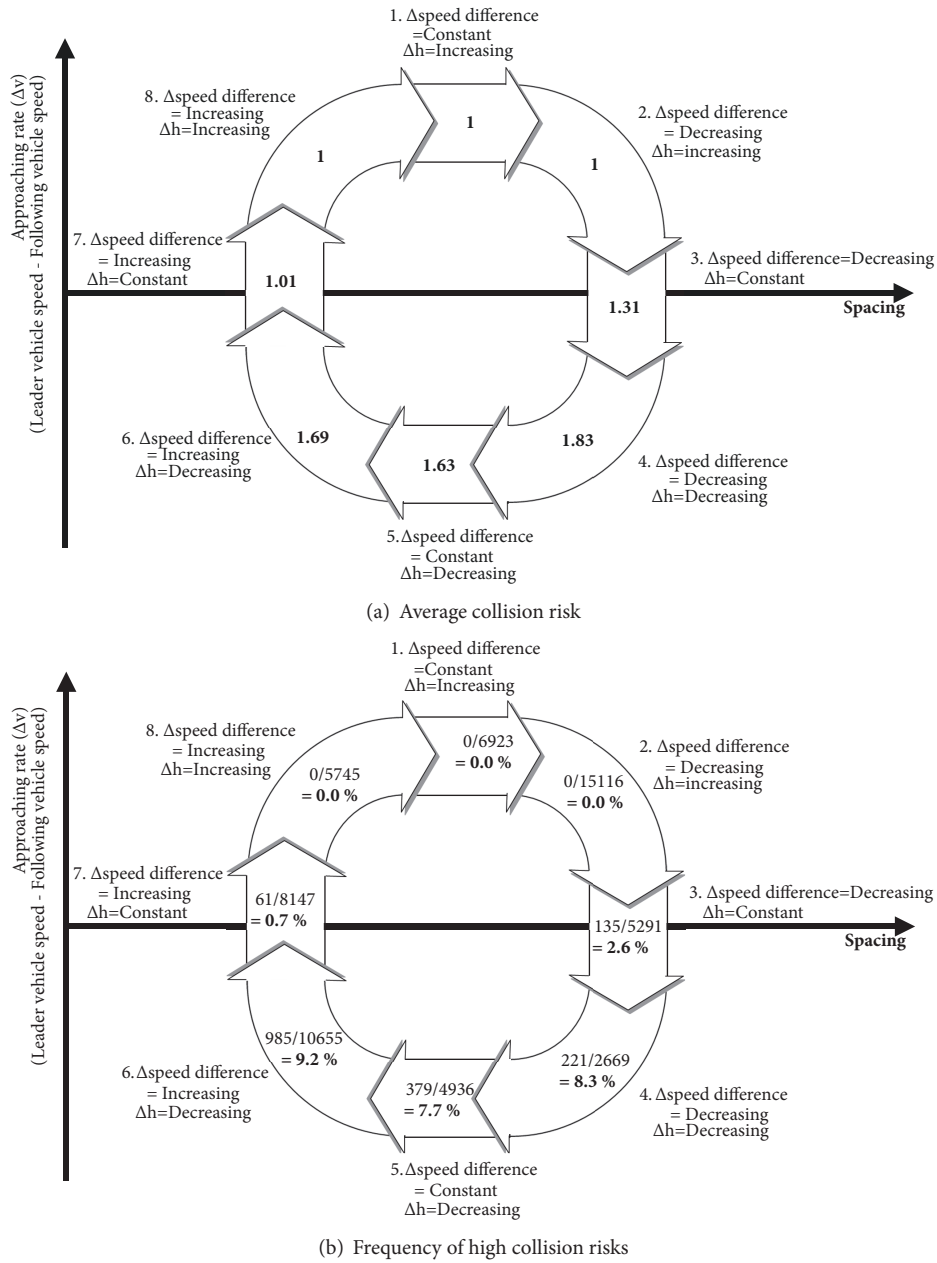 1. Δspeed difference
=Constant
Δh=Increasing
8. Δspeed difference
= Increasing
Δh=Increasing
2. Δspeed difference
= Decreasing
Δh=increasing
1
1
1
Approaching rate (Δv)
(Leader vehicle speed - Following vehicle speed)
7. Δspeed difference
= Increasing
Δh=Constant
3. Δspeed difference=Decreasing
Δh=Constant
1.01
1.31
Spacing
6. Δspeed difference
= Increasing
Δh=Decreasing
1.69
1.63
1.83
4. Δspeed difference
= Decreasing
Δh=Decreasing
5.Δspeed difference
= Constant
Δh=Decreasing
(a) Average collision risk
1. Δspeed difference
=Constant
Δh=Increasing
8. Δspeed difference
= Increasing
Δh=Increasing
2. Δspeed difference
= Decreasing
Δh=increasing
0/5745
= 0.0 %
0/6923
= 0.0 %
0/15116
= 0.0 %
Approaching rate (Δv)
(Leader vehicle speed - Following vehicle speed)
7. Δspeed difference
= Increasing
Δh=Constant
61/8147
= 0.7 %
3. Δspeed difference=Decreasing
Δh=Constant
135/5291
= 2.6 %
Spacing
6.Δspeed difference
= Increasing
Δh=Decreasing
985/10655
= 9.2 %
379/4936
= 7.7 %
221/2669
= 8.3 %
4. Δspeed difference
= Decreasing
Δh=Decreasing
5.Δspeed difference
= Constant
Δh=Decreasing
(b) Frequency of high collision risks